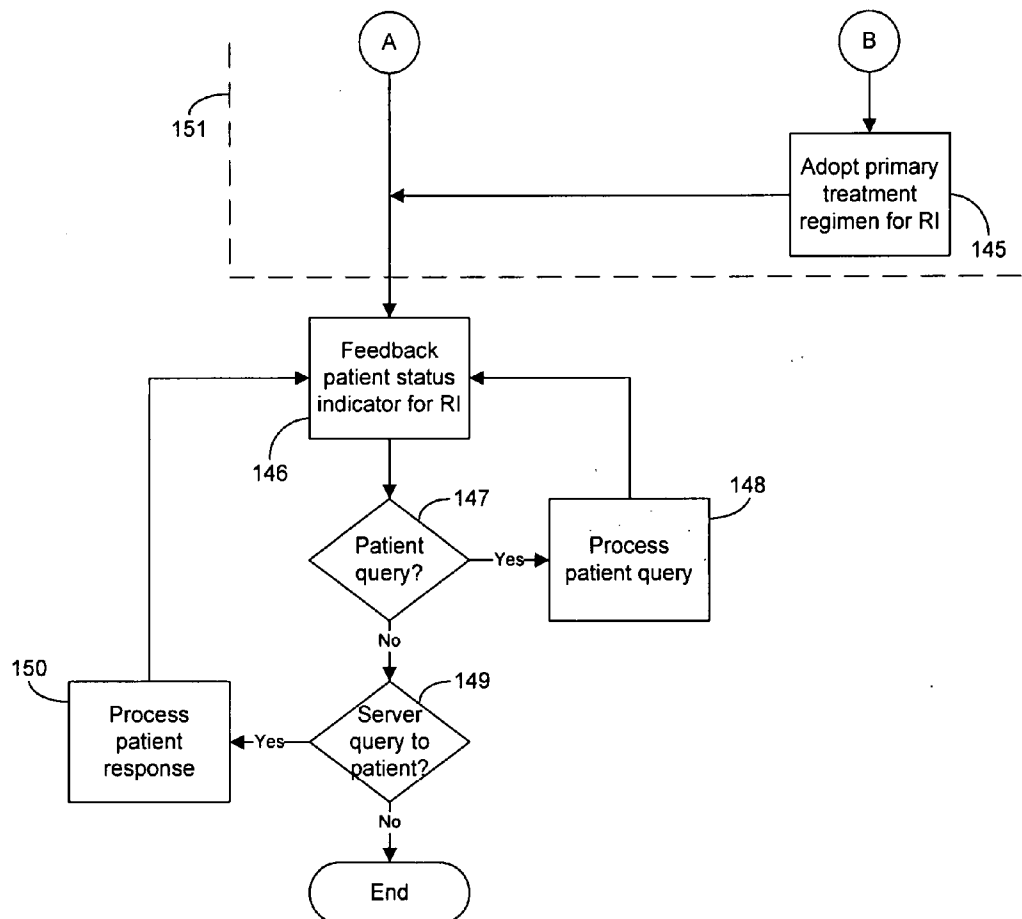 A
B
151
Adopt primary
treatment
regimen for RI
145
Feedback
patient status
indicator for RI
146
147
148
Patient
query?
Yes
Process
patient query
No
150
149
Process
patient
response
Yes
Server
query to
patient?
No
End